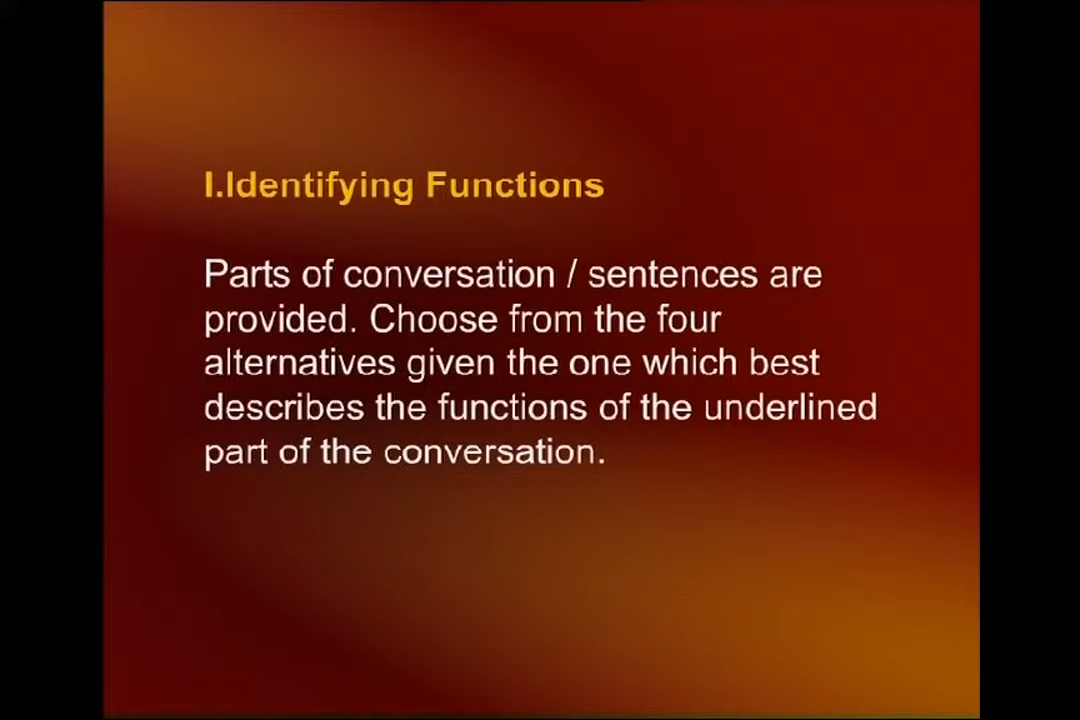 I.Identifying Functions
Parts of conversation / sentences are
provided. Choose from the four
alternatives given the one which best
describes the functions of the underlined
part of the conversation.